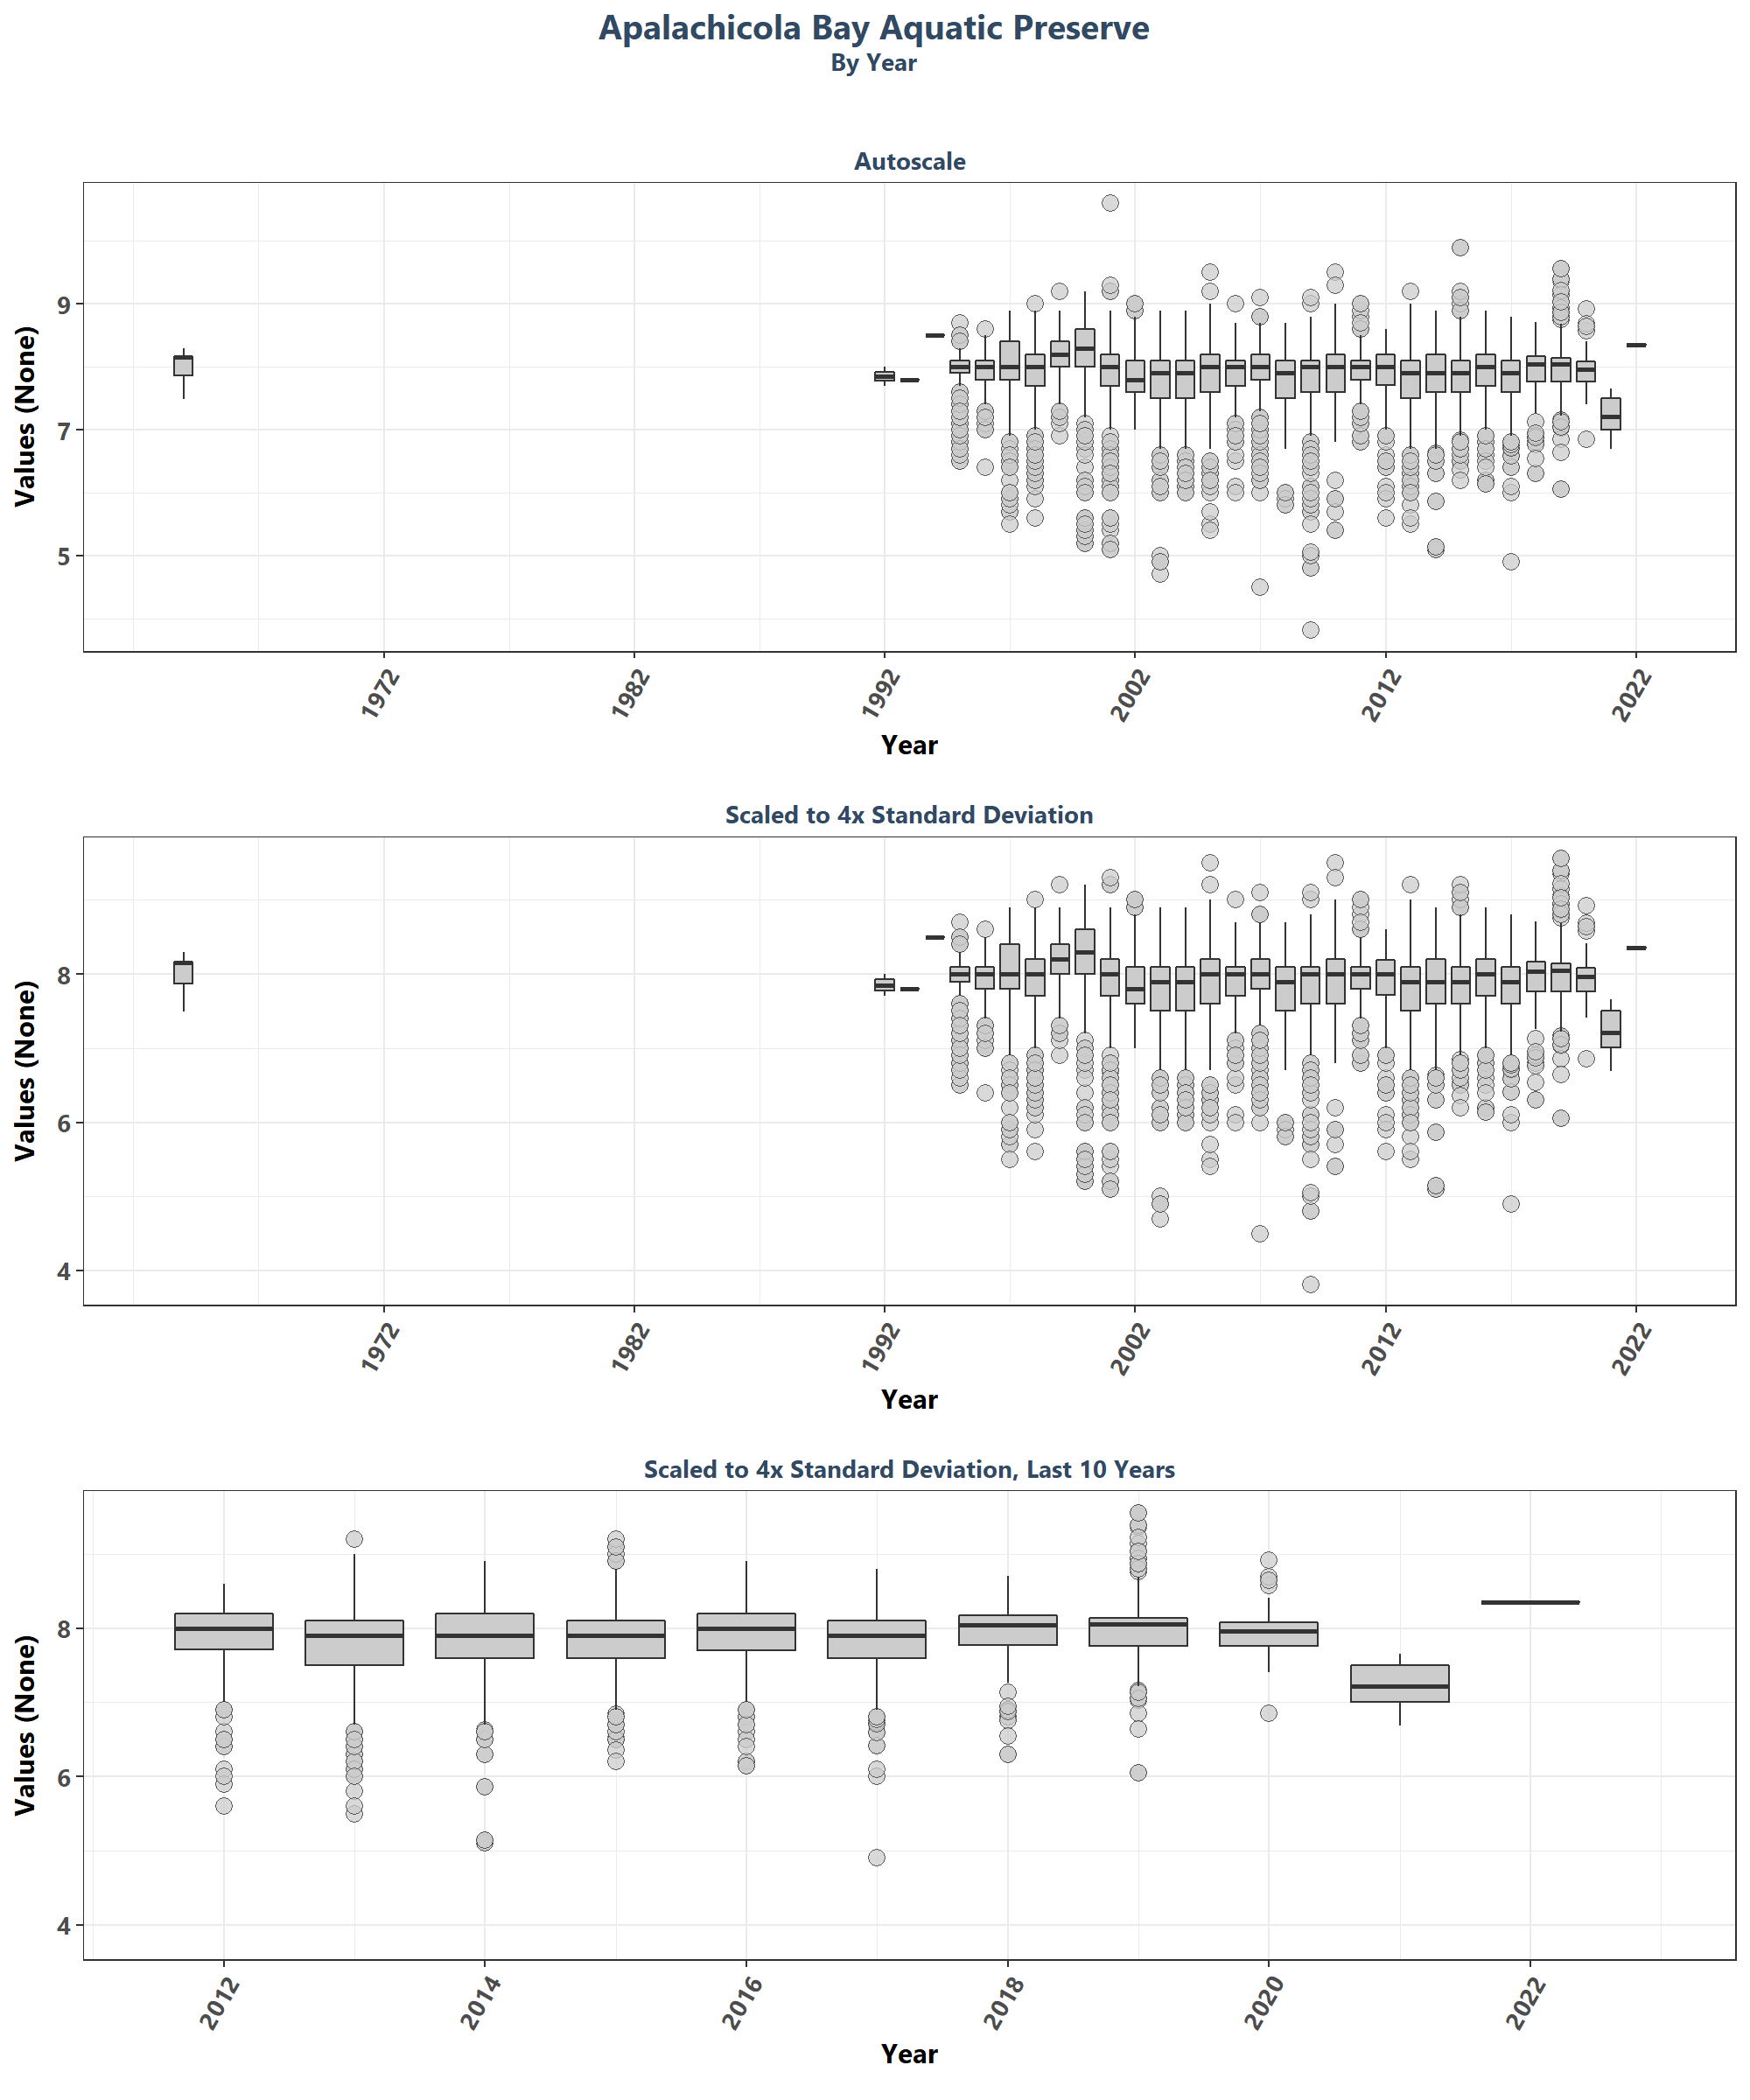 Apalachicola Bay Aquatic Preserve
By Year
Autoscale
Values (None)
9
7
5
1972
1982
1992
2002
2012
2022
Year
Scaled to 4x Standard Deviation
Values (None)
8
6
4
1972
1982
1992
2002
2012
2022
Year
Scaled to 4x Standard Deviation, Last 10 Years
Values (None)
8
6
4
2012
2014
2016
2018
2020
2022
Year